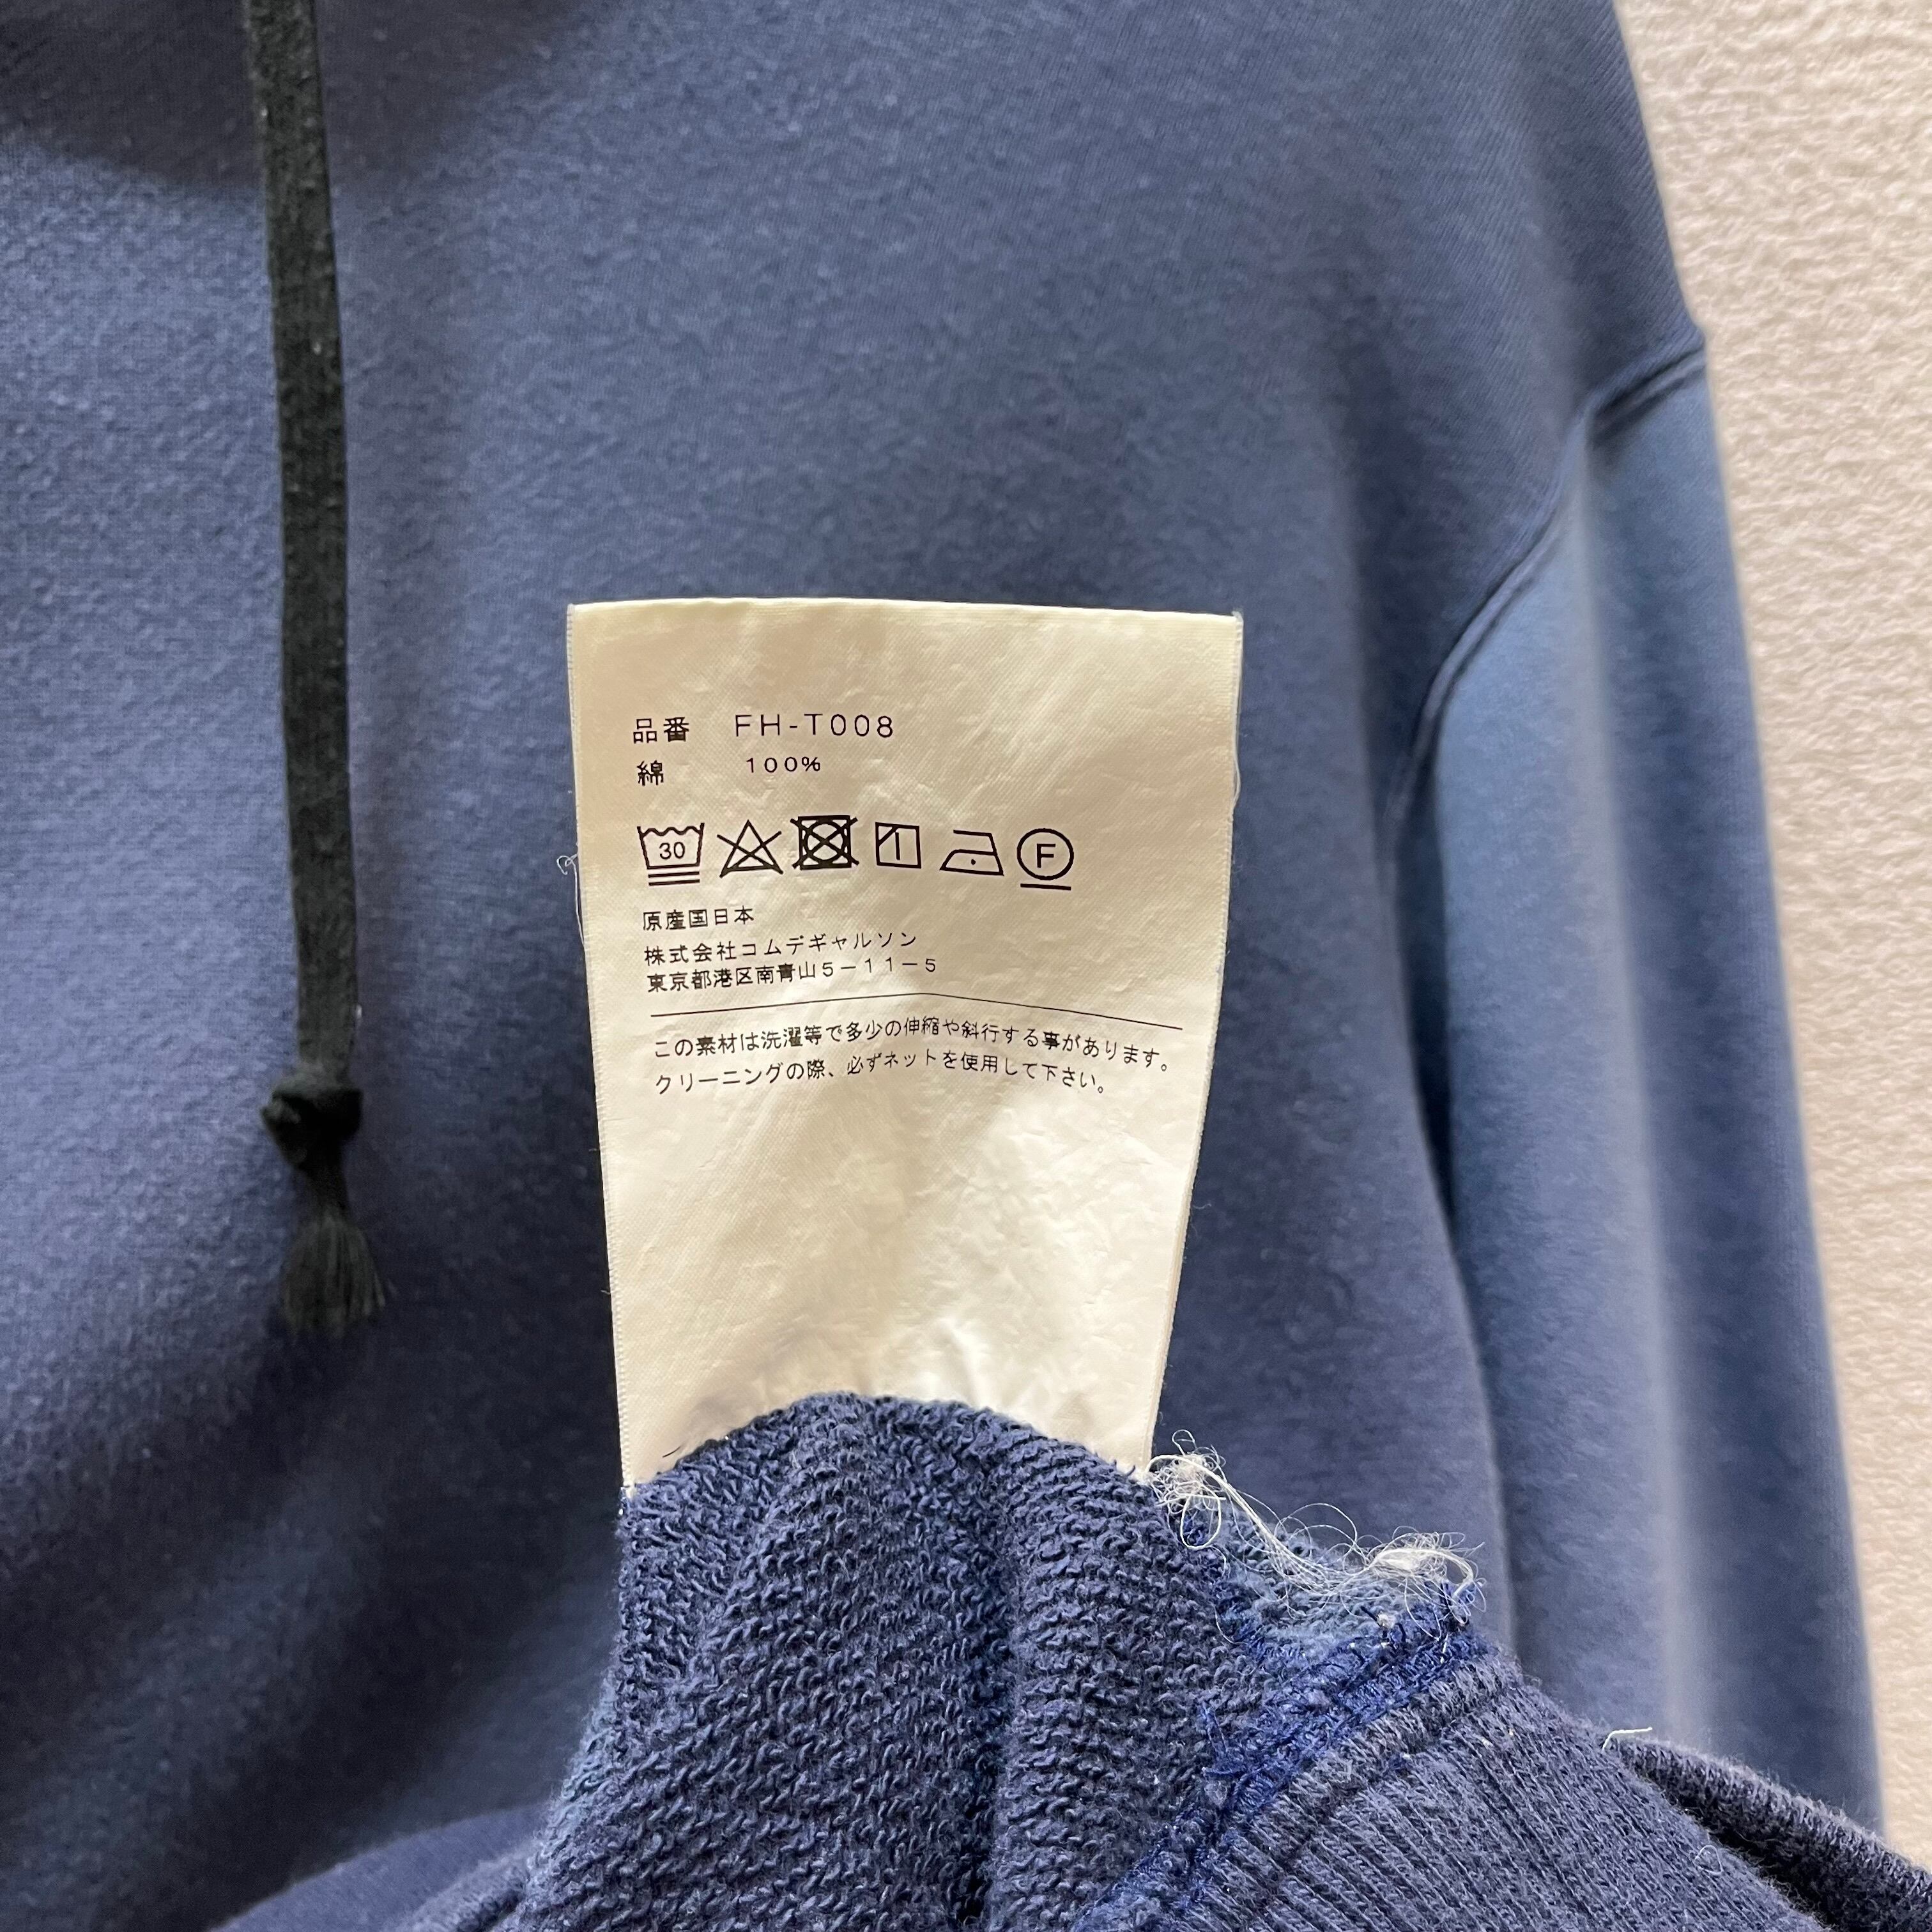 品番 FH-T008
綿 100%
30 F
原産国日本
株式会社コムデギャルソン
東京都港区南青山5-11-5
この素材は洗濯等で多少の伸縮や斜行する事があります。
クリーニングの際、必ずネットを使用して下さい。